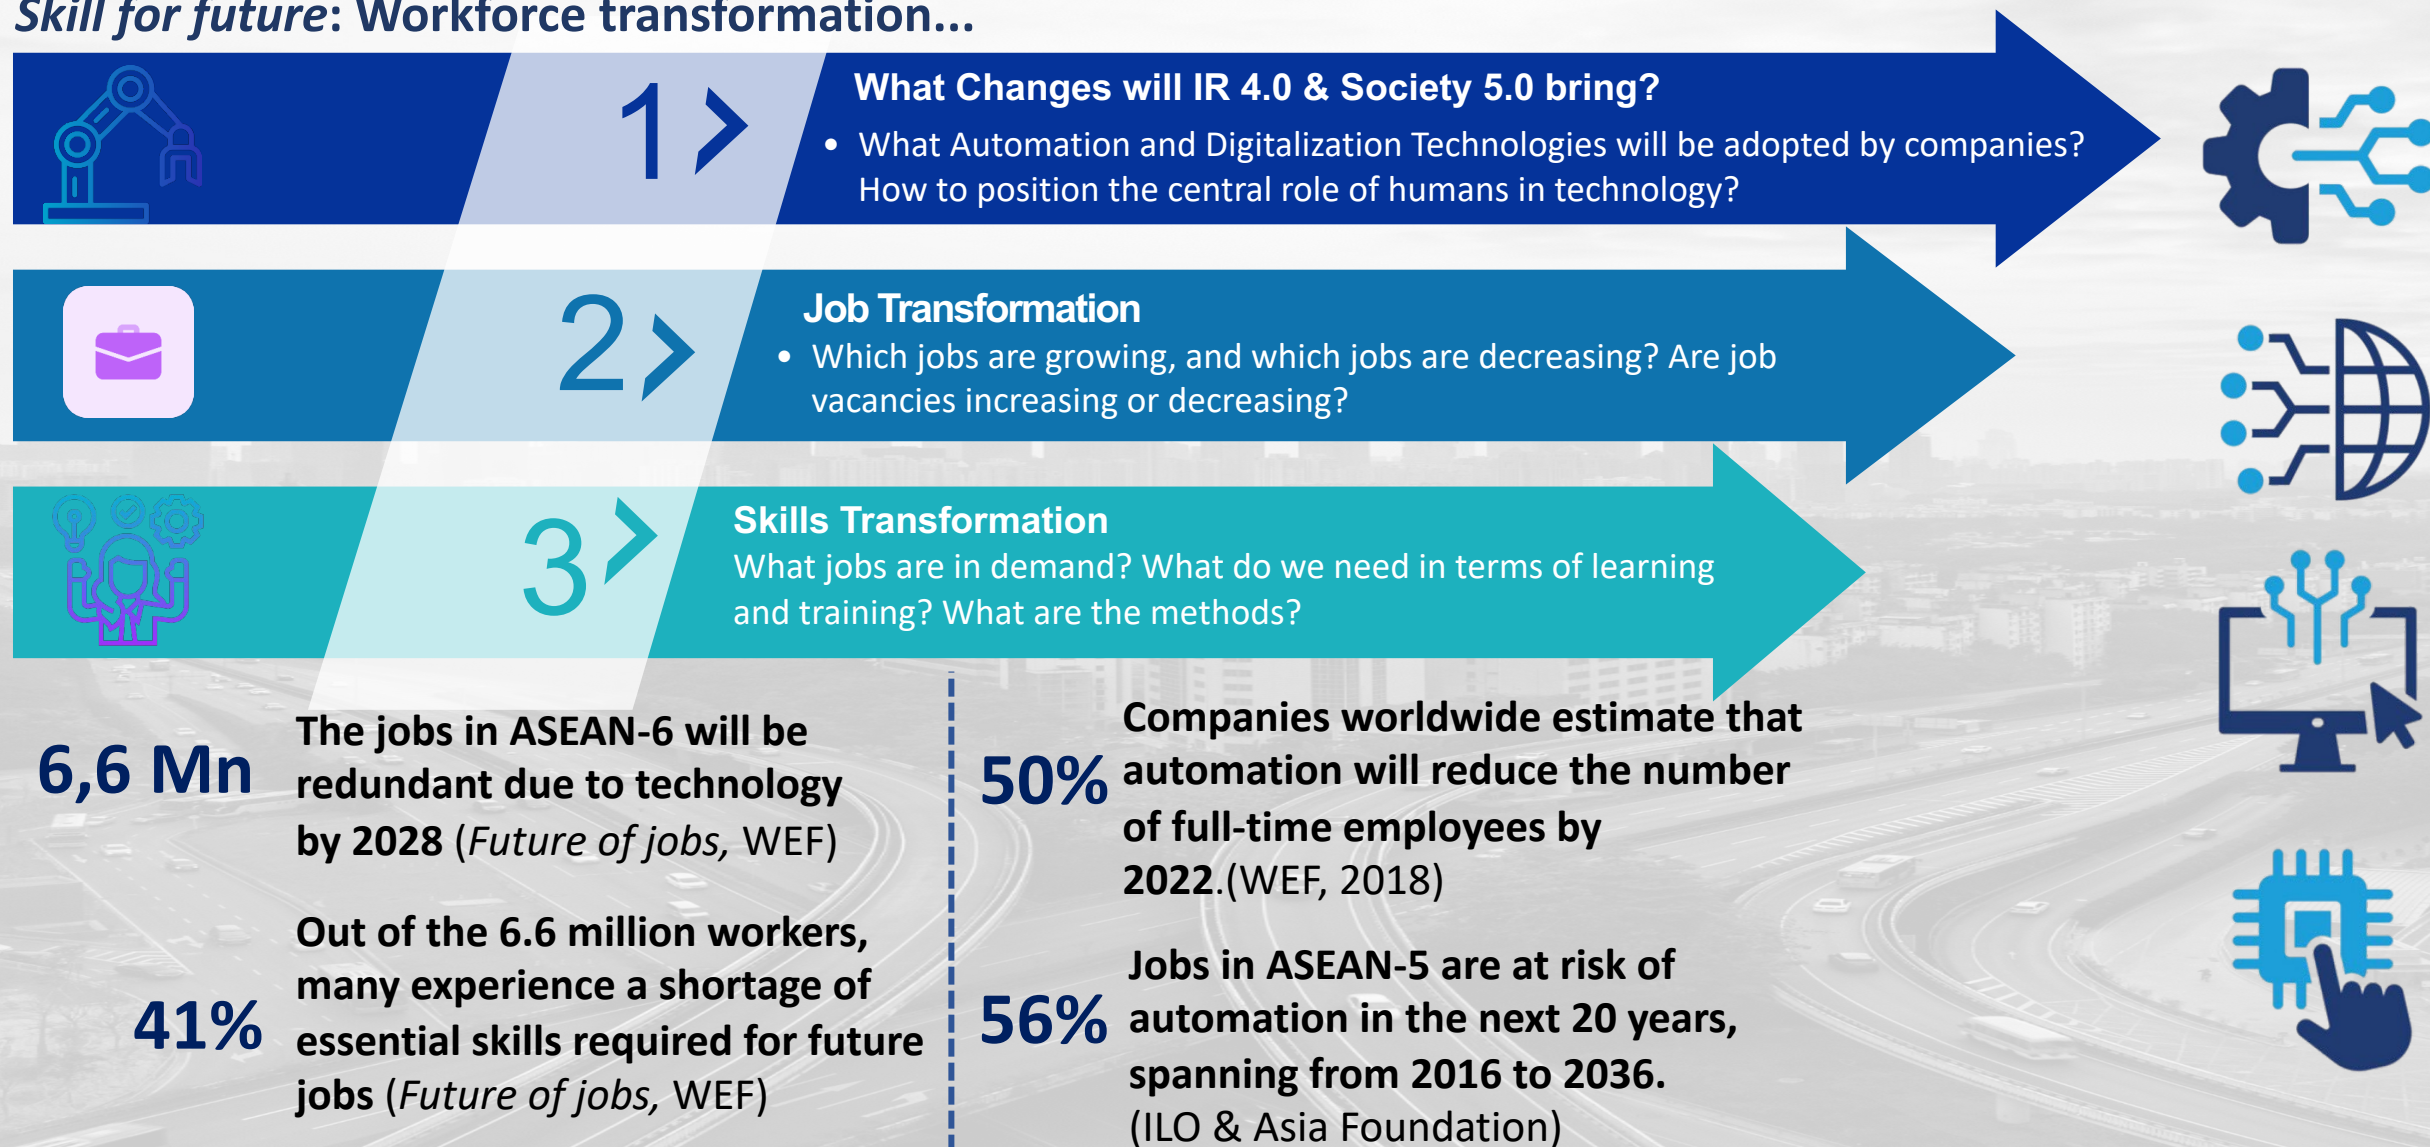 Skill for future: Workforce transformation...
1
What Changes will IR 4.0 & Society 5.0 bring?
• What Automation and Digitalization Technologies will be adopted by companies?
How to position the central role of humans in technology?
2
Job Transformation
• Which jobs are growing, and which jobs are decreasing? Are job
vacancies increasing or decreasing?
3
Skills Transformation
What jobs are in demand? What do we need in terms of learning
and training? What are the methods?
6,6 Mn
The jobs in ASEAN-6 will be
redundant due to technology
by 2028 (Future of jobs, WEF)
41%
Out of the 6.6 million workers,
many experience a shortage of
essential skills required for future
jobs (Future of jobs, WEF)
50%
Companies worldwide estimate that
automation will reduce the number
of full-time employees by
2022.(WEF, 2018)
56%
Jobs in ASEAN-5 are at risk of
automation in the next 20 years,
spanning from 2016 to 2036.
(ILO & Asia Foundation)